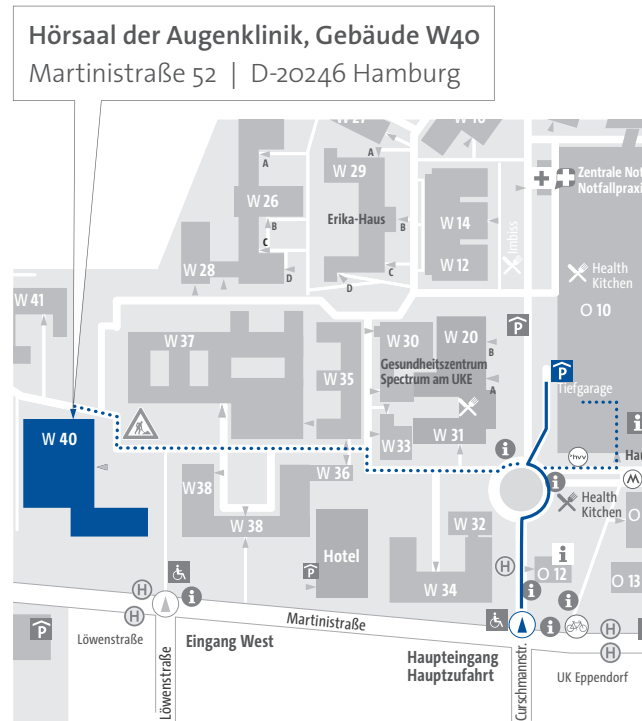 Hörsaal der Augenklinik, Gebäude W40
Martinistraße 52 | D-20246 Hamburg
A
W 29
A
W 26
Erika-Haus
B
B
W 14
C
C
W 12
D
D
W 28
Imbiss
Zentrale Not
Notfallpraxi
Health
Kitchen
O 10
W 41
P
W 37
W 35
W 30
W 20
B
Gesundheitszentrum
Spectrum am UKE
A
P
Tiefgarage
W 40
W 33
W 31
i
i
hvv
Hau
W 36
W38
W 38
i
M
Health
Kitchen
W 32
Hotel
P
H
i
O 12
O
O 13
W 34
H
H
i
i
i
i
H
H
Martinistraße
P
Löwenstraße
Eingang West
Löwenstraße
Haupteingang
Hauptzufahrt
Curschmannstr.
UK Eppendorf